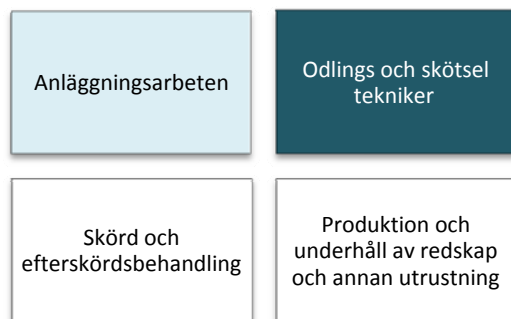 Anläggningsarbeten
Odlings och skötsel
tekniker
Skörd och
efterskördsbehandling
Produktion och
underhåll av redskap
och annan utrustning